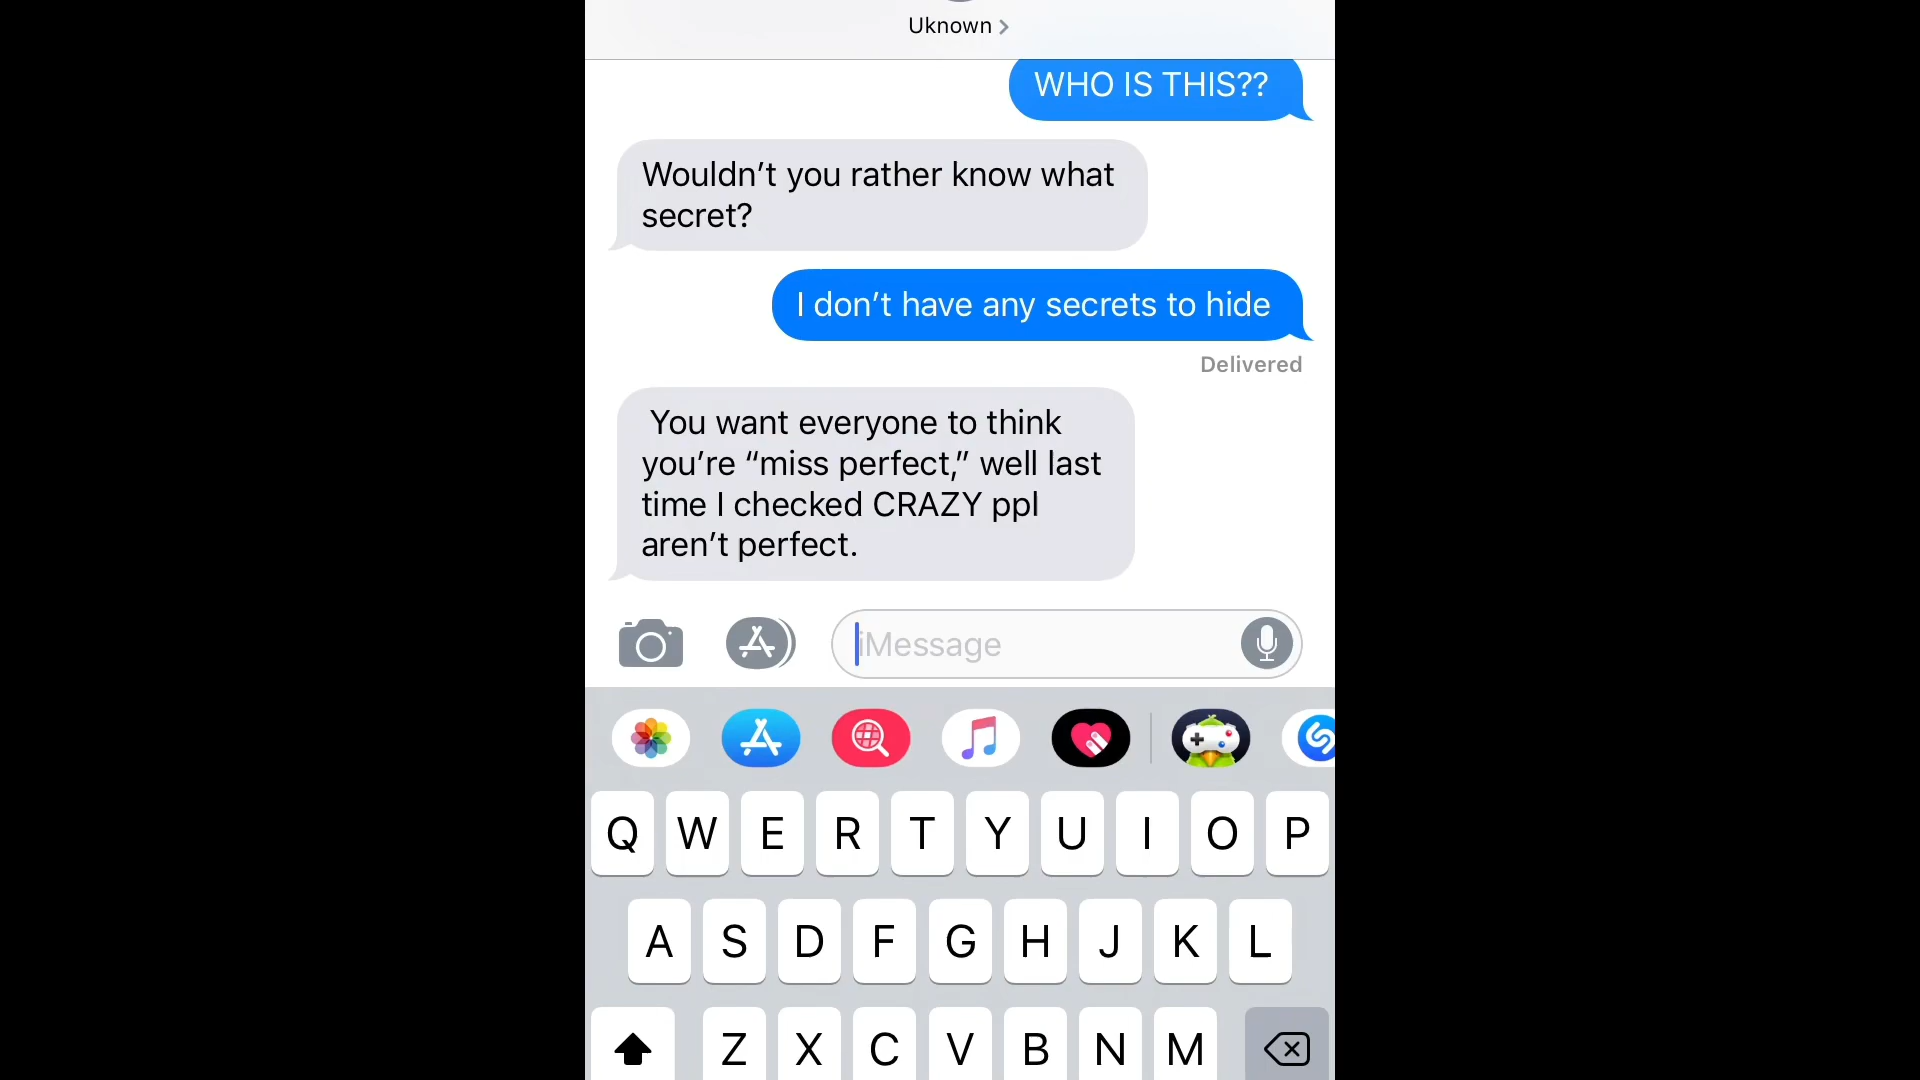 Uknown
WHO IS THIS??
Wouldn’t you rather know what
secret?
I don’t have any secrets to hide
Delivered
You want everyone to think
you’re “miss perfect,” well last
time I checked CRAZY ppl
aren’t perfect.
iMessage
Q W E R T Y U I O P
A S D F G H J K L
Z X C V B N M